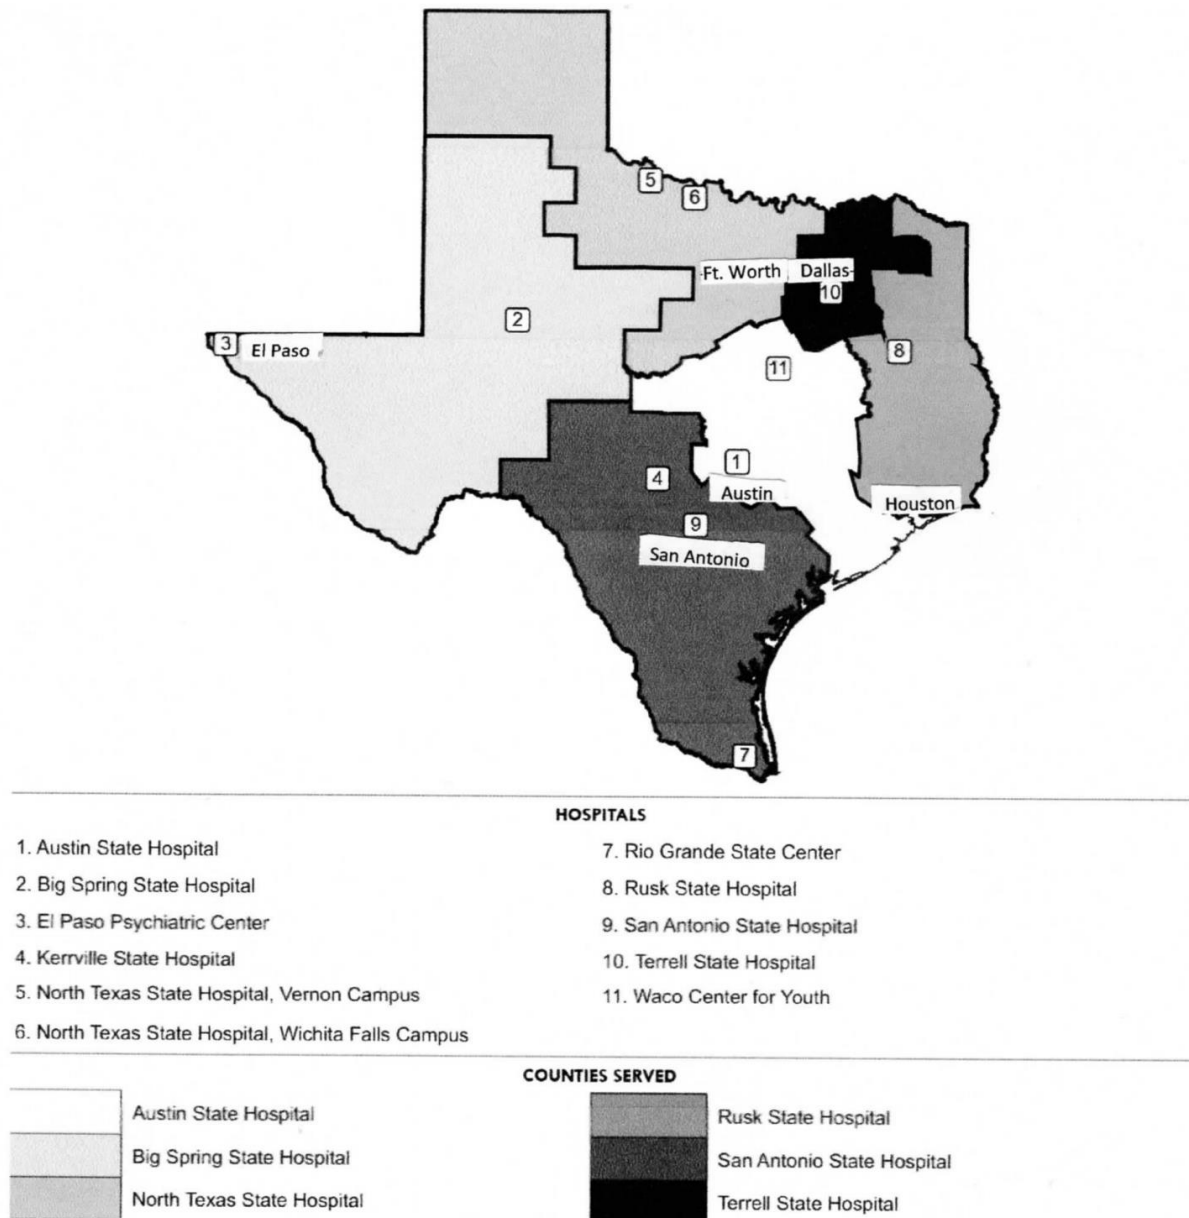 5
6
Ft. Worth
Dallas
10
2
3
El Paso
11
8
1
4
Austin
Houston
9
San Antonio
7
HOSPITALS
1. Austin State Hospital
2. Big Spring State Hospital
3. El Paso Psychiatric Center
4. Kerrville State Hospital
5. North Texas State Hospital, Vernon Campus
6. North Texas State Hospital, Wichita Falls Campus
7. Rio Grande State Center
8. Rusk State Hospital
9. San Antonio State Hospital
10. Terrell State Hospital
11. Waco Center for Youth
COUNTIES SERVED
Austin State Hospital
Big Spring State Hospital
North Texas State Hospital
Rusk State Hospital
San Antonio State Hospital
Terrell State Hospital